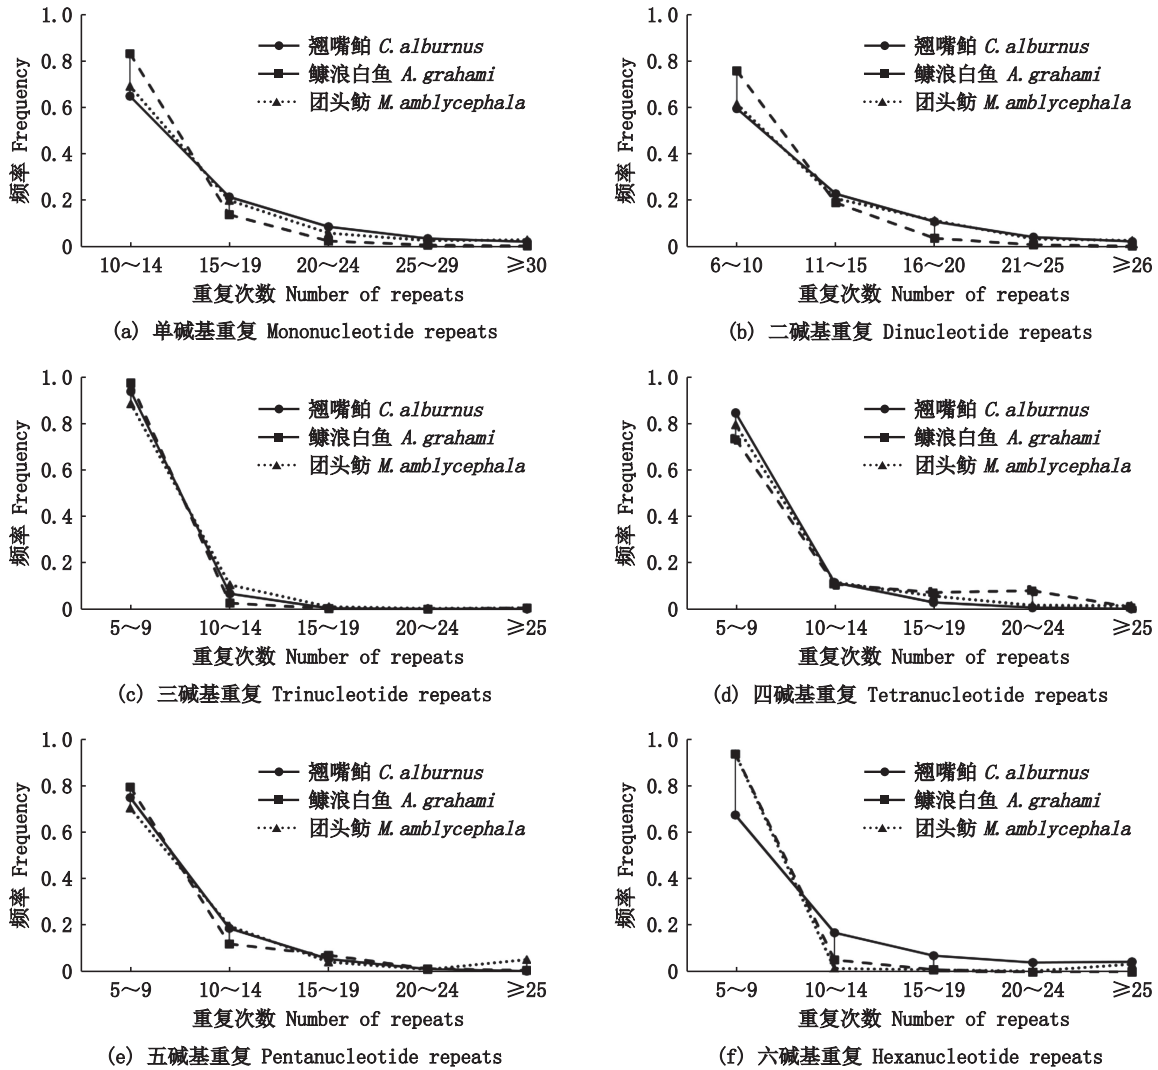 频率 Frequency
1.0
0.8
0.6
0.4
0.2
0
翘嘴鲌 C.alburnus
鱇浪白鱼 A.grahami
团头鲂 M.amblycephala
10～14 15～19 20～24 25～29 ≥30
重复次数 Number of repeats
(a) 单碱基重复 Mononucleotide repeats
频率 Frequency
1.0
0.8
0.6
0.4
0.2
0
翘嘴鲌 C.alburnus
鱇浪白鱼 A.grahami
团头鲂 M.amblycephala
6～10 11～15 16～20 21～25 ≥26
重复次数 Number of repeats
(b) 二碱基重复 Dinucleotide repeats
频率 Frequency
1.0
0.8
0.6
0.4
0.2
0
翘嘴鲌 C.alburnus
鱇浪白鱼 A.grahami
团头鲂 M.amblycephala
5～9 10～14 15～19 20～24 ≥25
重复次数 Number of repeats
(c) 三碱基重复 Trinucleotide repeats
频率 Frequency
1.0
0.8
0.6
0.4
0.2
0
翘嘴鲌 C.alburnus
鱇浪白鱼 A.grahami
团头鲂 M.amblycephala
5～9 10～14 15～19 20～24 ≥25
重复次数 Number of repeats
(d) 四碱基重复 Tetranucleotide repeats
频率 Frequency
1.0
0.8
0.6
0.4
0.2
0
翘嘴鲌 C.alburnus
鱇浪白鱼 A.grahami
团头鲂 M.amblycephala
5～9 10～14 15～19 20～24 ≥25
重复次数 Number of repeats
(e) 五碱基重复 Pentanucleotide repeats
频率 Frequency
1.0
0.8
0.6
0.4
0.2
0
翘嘴鲌 C.alburnus
鱇浪白鱼 A.grahami
团头鲂 M.amblycephala
5～9 10～14 15～19 20～24 ≥25
重复次数 Number of repeats
(f) 六碱基重复 Hexanucleotide repeats